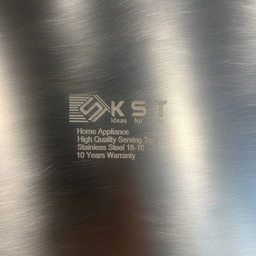 KST
Ideas for
Home Appliance
High Quality Serving
Stainless Steel 18-10
10 Years Warranty